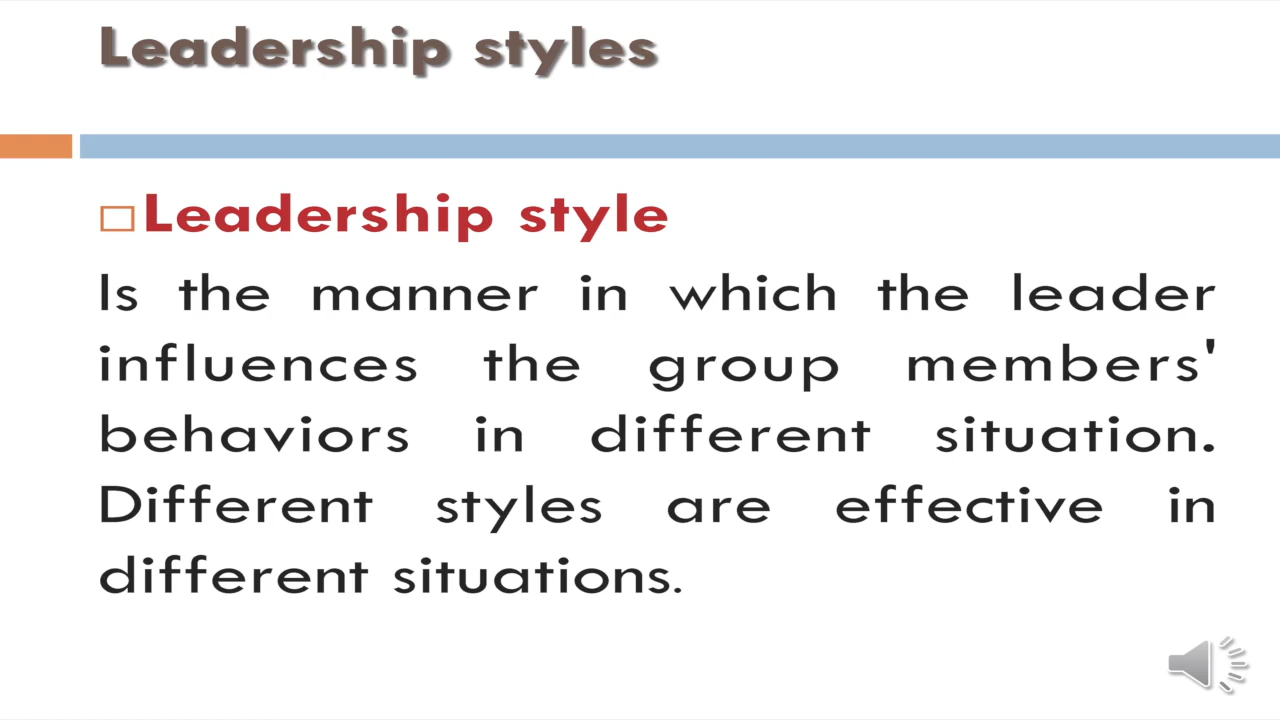 Leadership styles
Leadership style
Is the manner in which the leader
influences the group members'
behaviors in different situation.
Different styles are effective in
different situations.